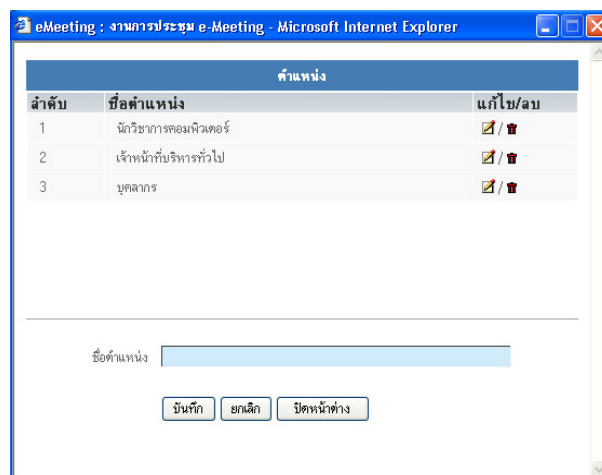 eMeeting : งานการประชุม e-Meeting - Microsoft Internet Explorer
ตำแหน่ง
ลำดับ ชื่อตำแหน่ง แก้ไข/ลบ
1 นักวิชาการคอมพิวเตอร์ /
2 เจ้าหน้าที่บริหารทั่วไป /
3 บุคลากร /
ชื่อตำแหน่ง
บันทึก ยกเลิก ปิดหน้าต่าง